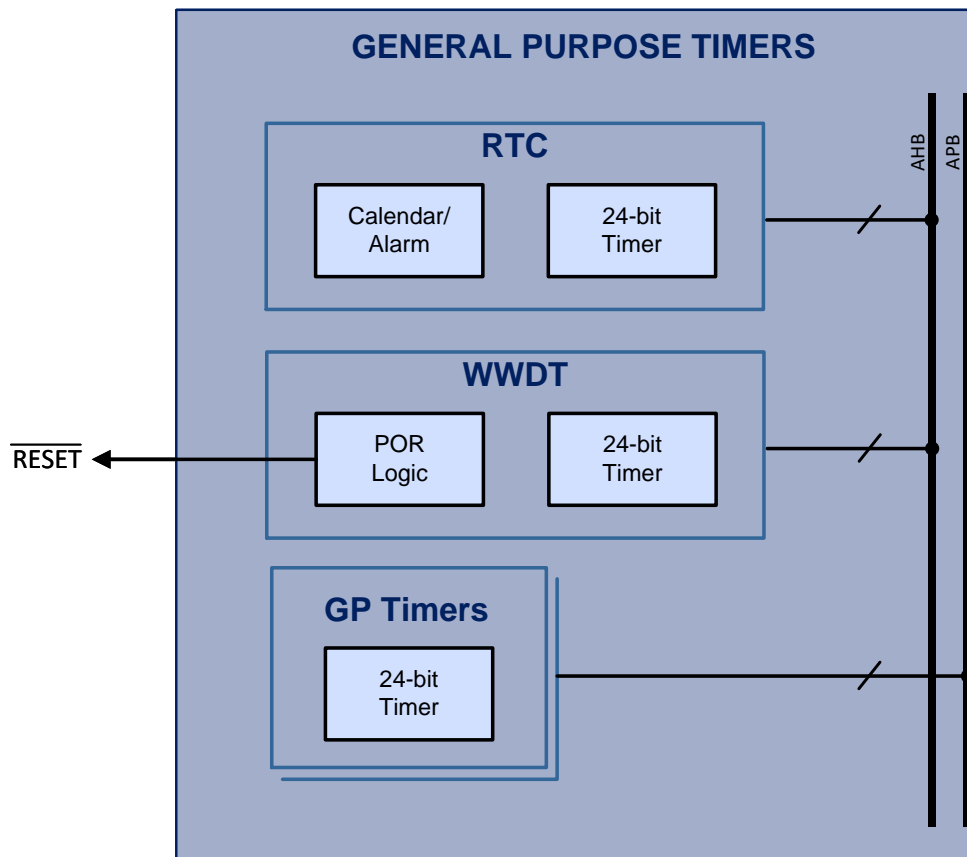 GENERAL PURPOSE TIMERS
AHB
APB
RTC
Calendar/
Alarm
24-bit
Timer
WWDT
POR
Logic
24-bit
Timer
RESET
GP Timers
24-bit
Timer